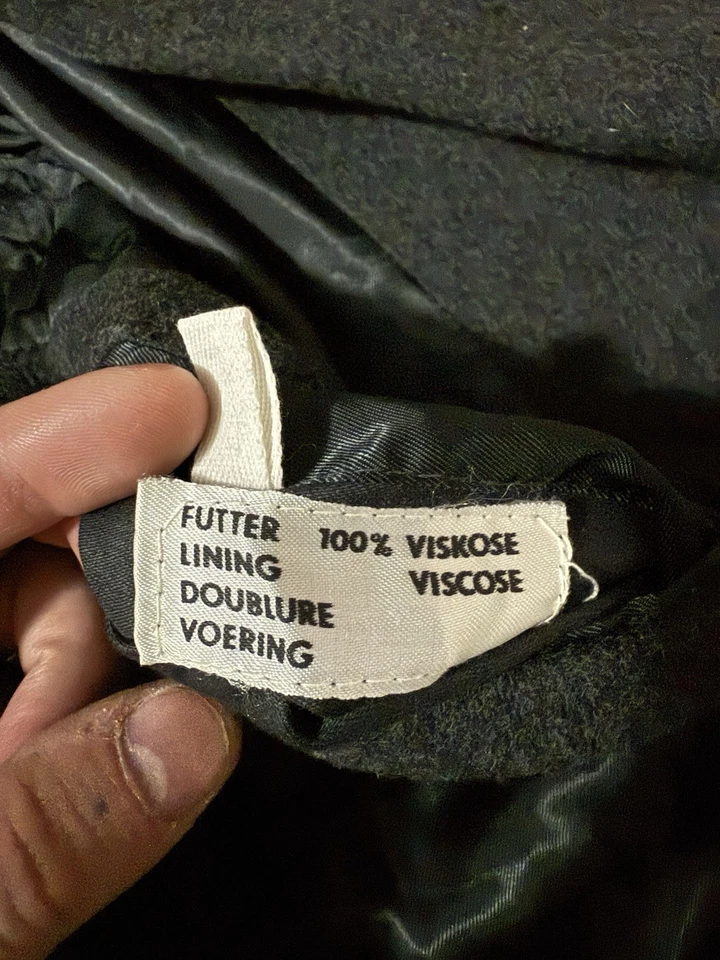 FUTTER 100% VISKOSE
LINING VISCOSE
DOUBLURE
VOERING